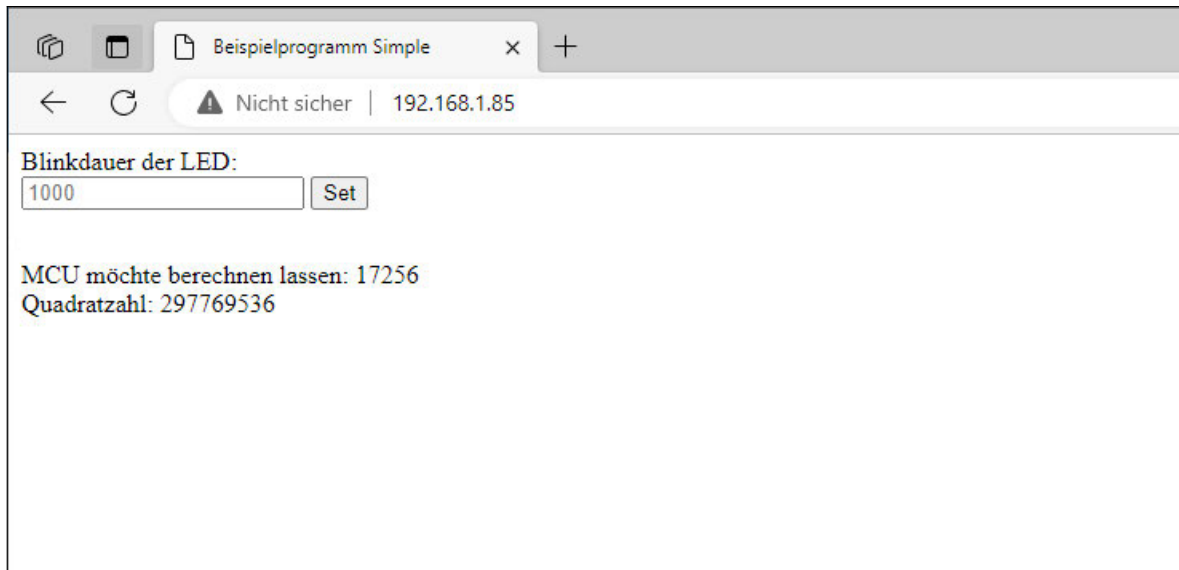 Beispielprogramm Simple
Nicht sicher | 192.168.1.85
Blinkdauer der LED:
1000 Set
MCU möchte berechnen lassen: 17256
Quadratzahl: 297769536